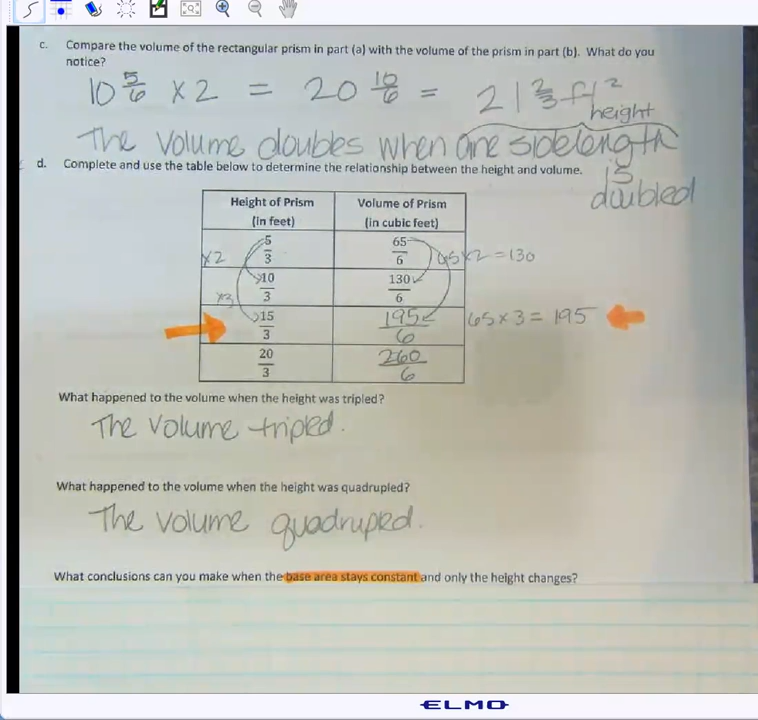 c. Compare the volume of the rectangular prism in part (a) with the volume of the prism in part (b). What do you
notice?
10 5/6 x 2 = 20 10/6 = 21 2/3 ft²
height
The volume doubles when one sidelength
is
doubled
d. Complete and use the table below to determine the relationship between the height and volume.
Height of Prism (in feet) Volume of Prism (in cubic feet)
x2 5/3 65/6 65x2=130
x3 10/3 130/6
15/3 195/6 65x3=195
20/3 260/6
What happened to the volume when the height was tripled?
The volume tripled.
What happened to the volume when the height was quadrupled?
The volume quadrupled.
What conclusions can you make when the base area stays constant and only the height changes?
ELMO